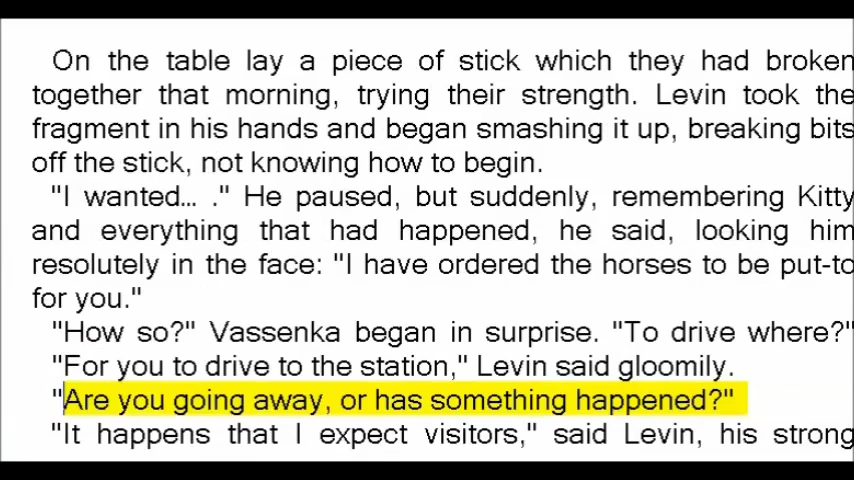 On the table lay a piece of stick which they had broken
together that morning, trying their strength. Levin took the
fragment in his hands and began smashing it up, breaking bits
off the stick, not knowing how to begin.
"I wanted... ." He paused, but suddenly, remembering Kitty
and everything that had happened, he said, looking him
resolutely in the face: "I have ordered the horses to be put-to
for you."
"How so?" Vassenka began in surprise. "To drive where?"
"For you to drive to the station," Levin said gloomily.
"Are you going away, or has something happened?"
"It happens that I expect visitors," said Levin, his strong